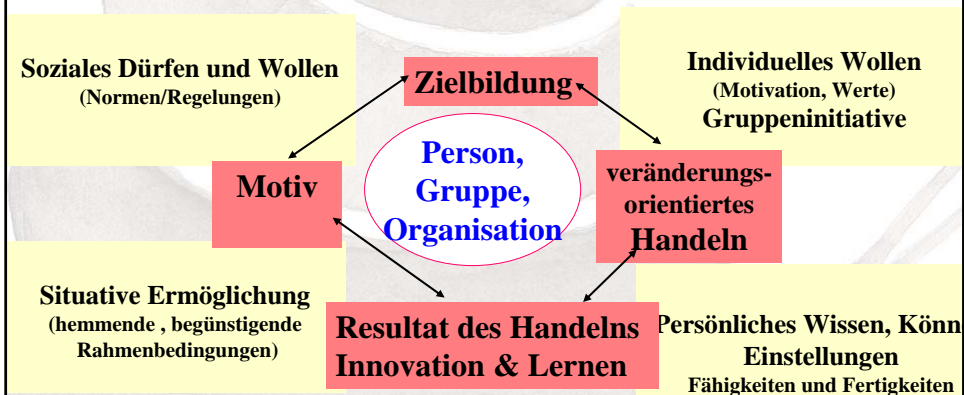 Soziales Dürfen und Wollen
(Normen/Regelungen)
Zielbildung
Individuelles Wollen
(Motivation, Werte)
Gruppeninitiative
Motiv
Person,
Gruppe,
Organisation
veränderungs-
orientiertes
Handeln
Situative Ermöglichung
(hemmende , begünstigende
Rahmenbedingungen)
Resultat des Handelns
Innovation & Lernen
Persönliches Wissen, Könn
Einstellungen
Fähigkeiten und Fertigkeiten